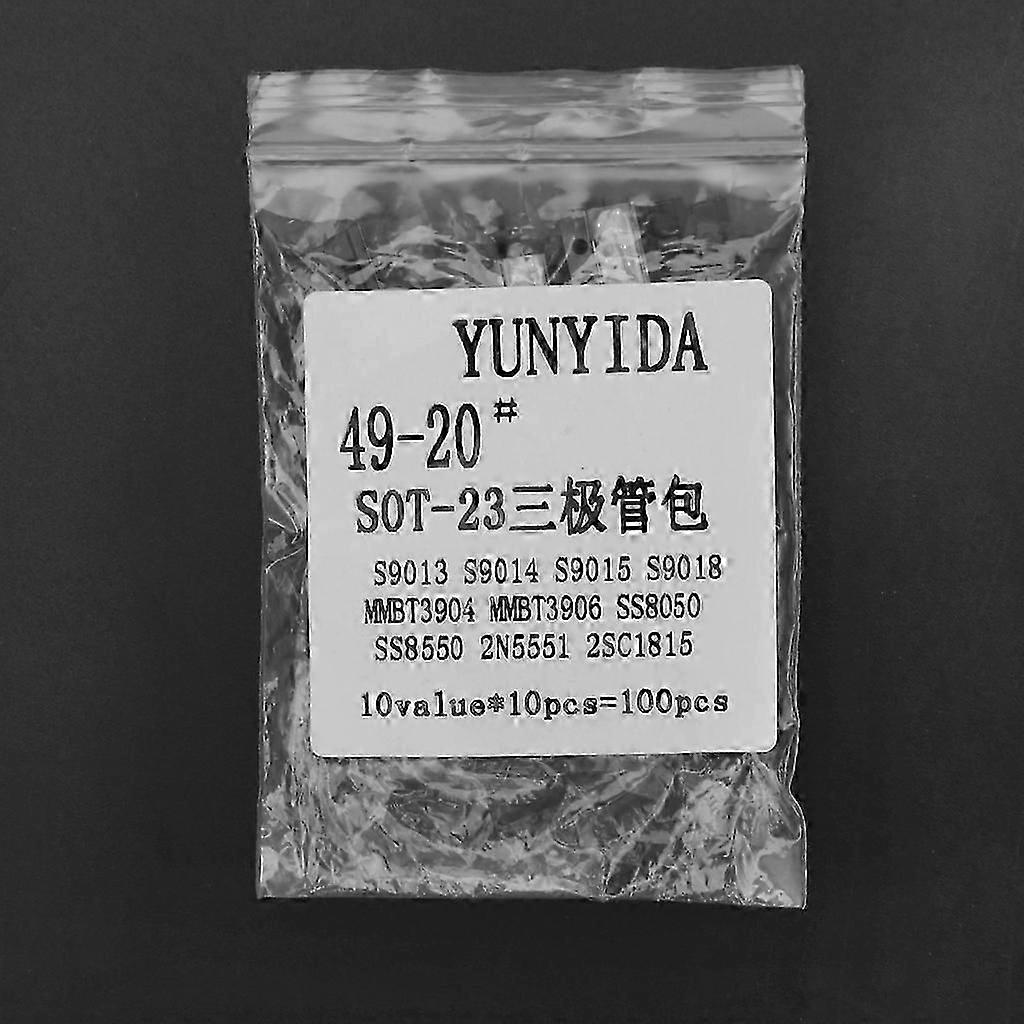 YUNYIDA
49-20#
SOT-23三极管包
S9013 S9014 S9015 S9018
MMBT3904 MMBT3906 SS8050
SS8550 2N5551 2SC1815
10value*10pcs=100pcs